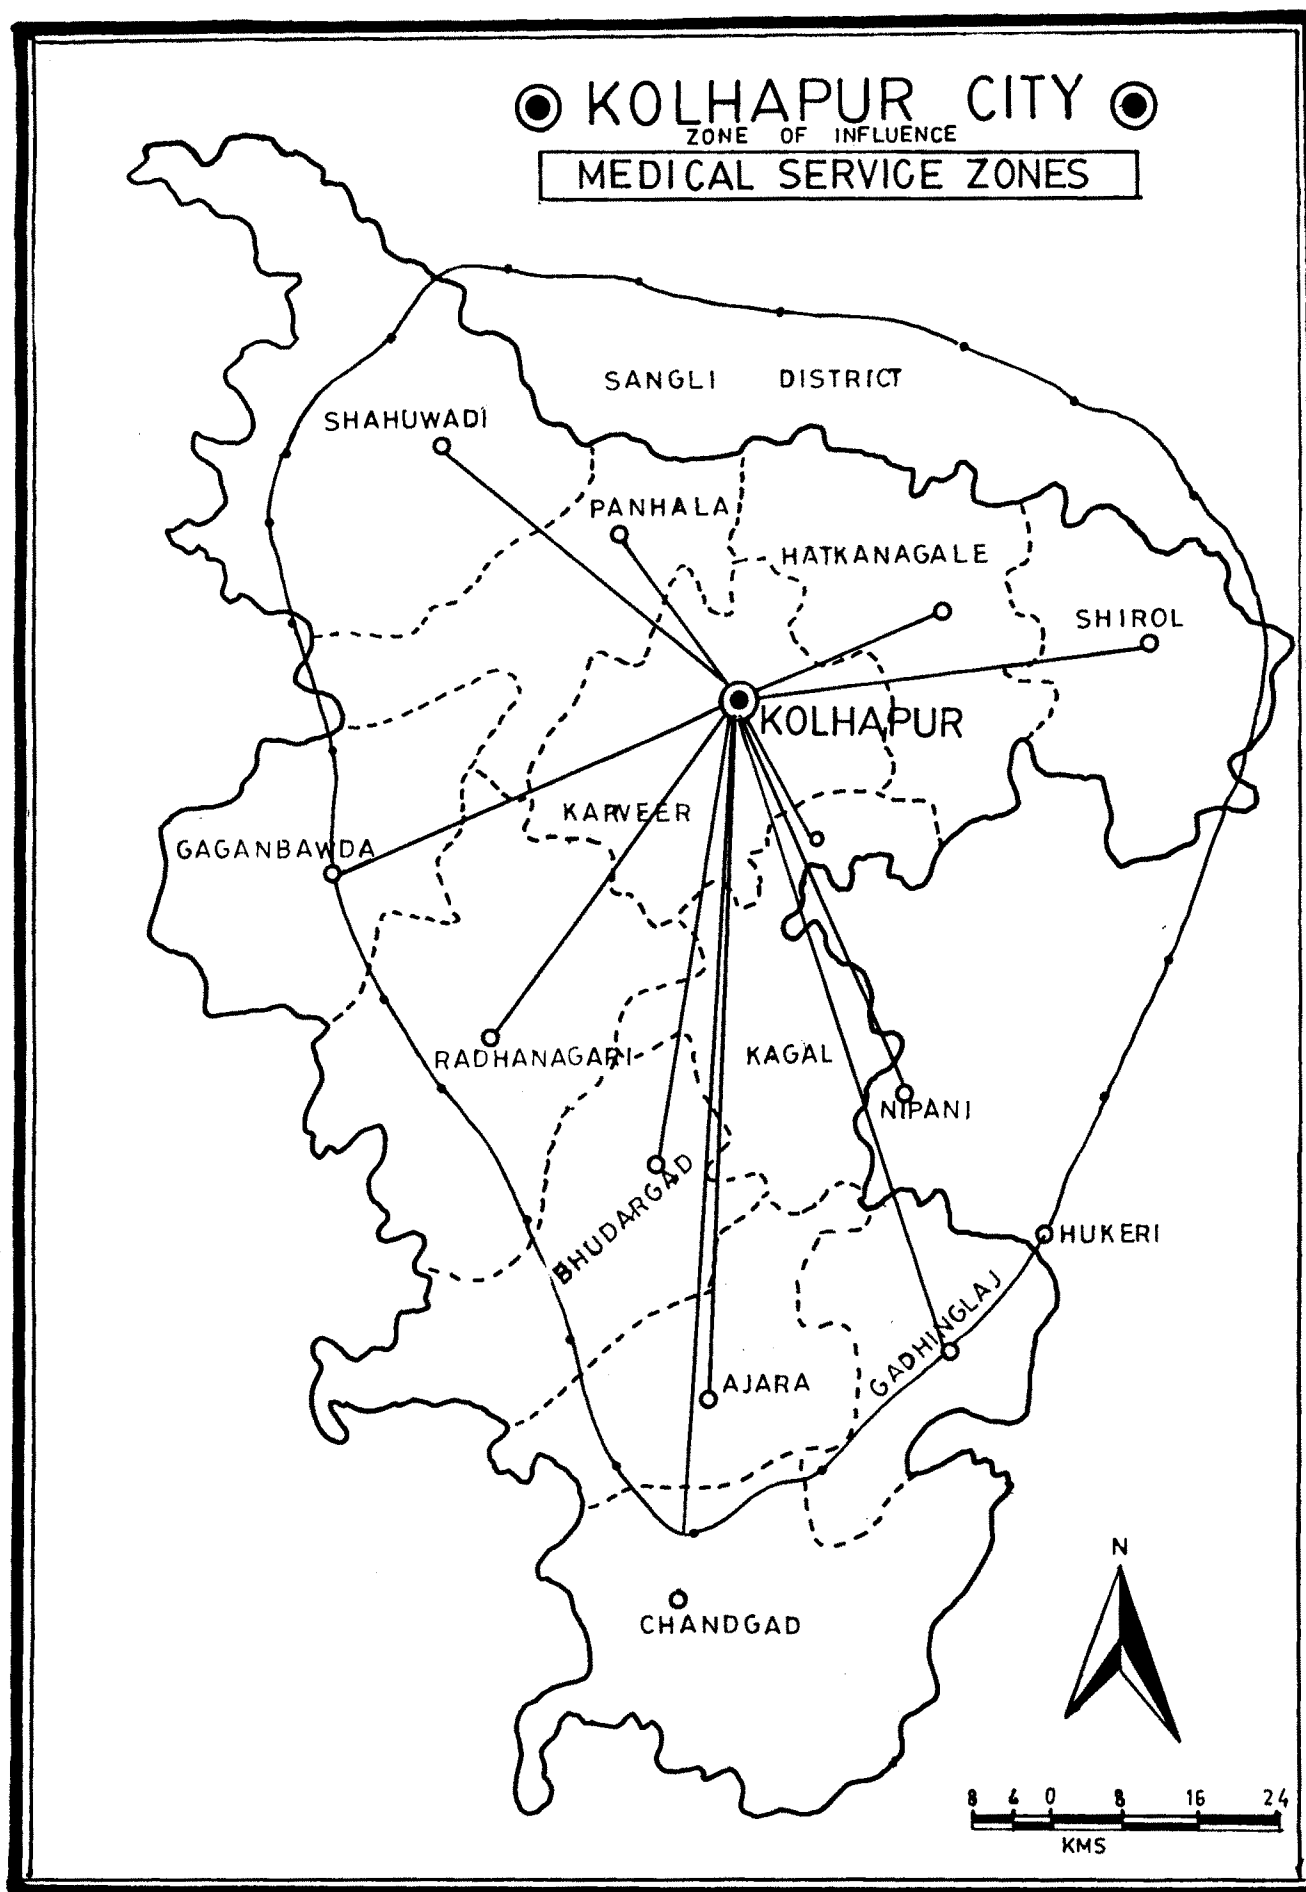 KOLHAPUR CITY
ZONE OF INFLUENCE
MEDICAL SERVICE ZONES
SANGLI DISTRICT
SHAHUWADI
PANHALA
HATKANAGALE
SHIROL
KOLHAPUR
KARVEER
GAGANBAWDA
RADHANAGARI
KAGAL
NIPANI
BHUDARGAD
HUKERI
GADHINGLAJ
AJARA
N
CHANDGAD
8 4 0 8 16 24
KMS